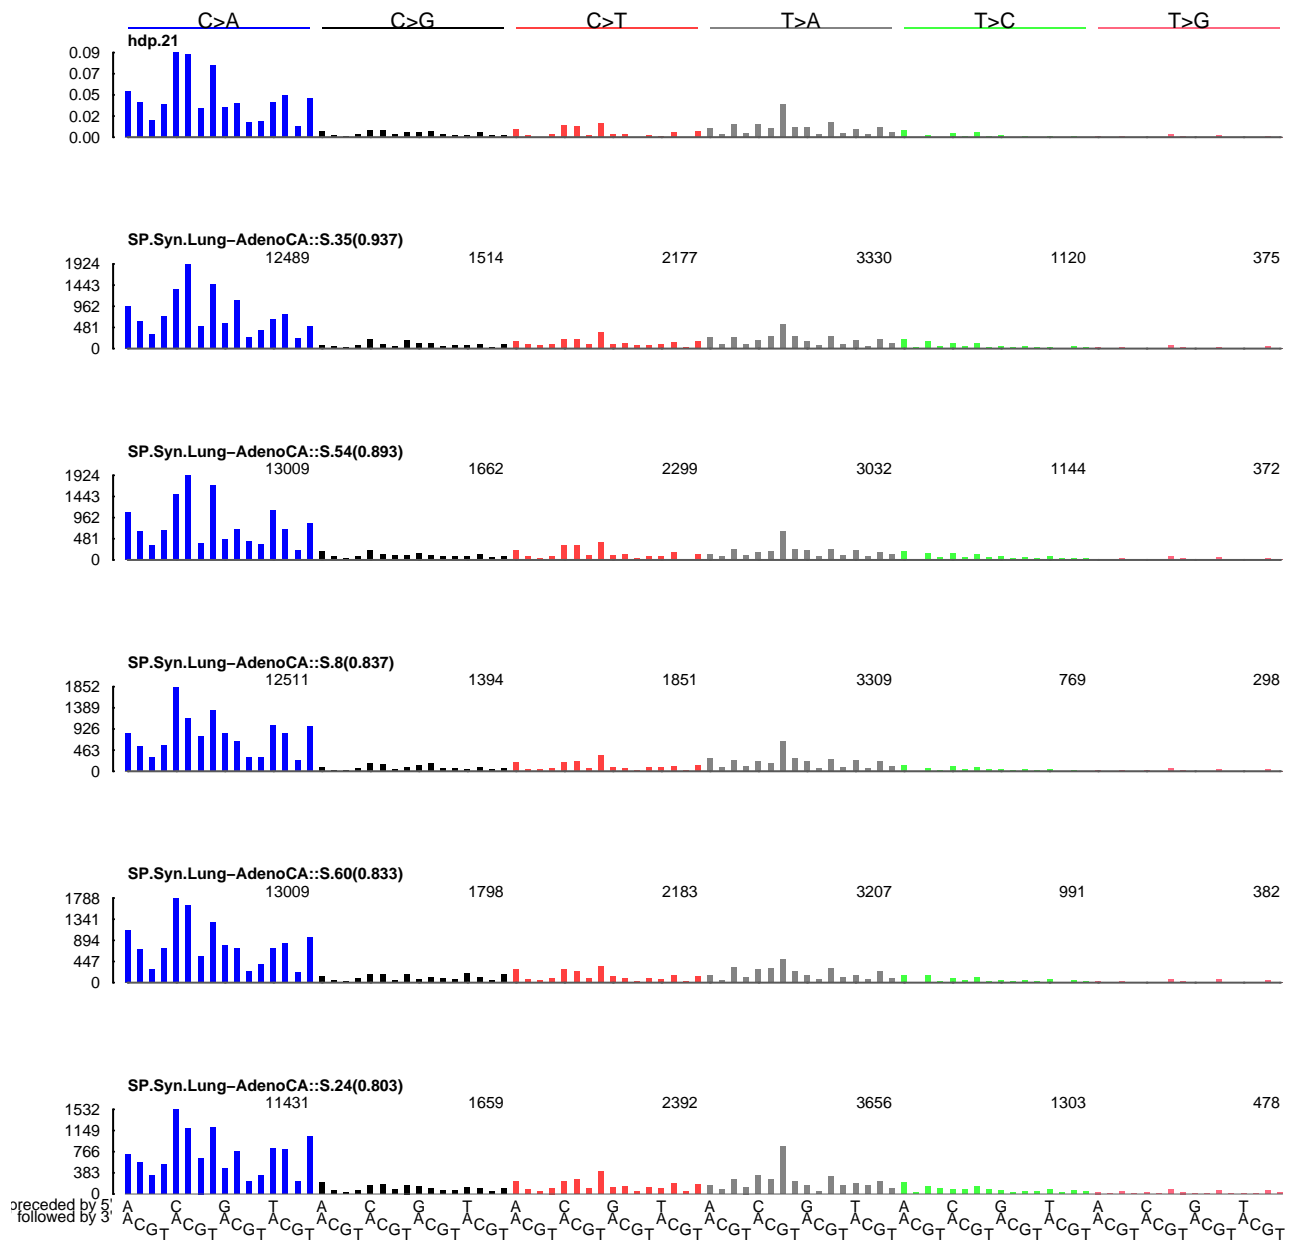 C>A C>G C>T T>A T>C T>G
hdp.21
0.09
0.07
0.05
0.02
0.00
SP.Syn.Lung−AdenoCA::S.35(0.937)
12489 1514 2177 3330 1120 375
1924
1443
962
481
0
SP.Syn.Lung−AdenoCA::S.54(0.893)
13009 1662 2299 3032 1144 372
1924
1443
962
481
0
SP.Syn.Lung−AdenoCA::S.8(0.837)
12511 1394 1851 3309 769 298
1852
1389
926
463
0
SP.Syn.Lung−AdenoCA::S.60(0.833)
13009 1798 2183 3207 991 382
1788
1341
894
447
0
SP.Syn.Lung−AdenoCA::S.24(0.803)
11431 1659 2392 3656 1303 478
1532
1149
766
383
0
preceded by 5' A C G T A C G T A C G T A C G T A C G T A C G T
followed by 3' A C G T A C G T A C G T A C G T A C G T A C G T A C G T A C G T A C G T A C G T A C G T A C G T A C G T A C G T A C G T A C G T A C G T A C G T A C G T A C G T A C G T A C G T A C G T A C G T